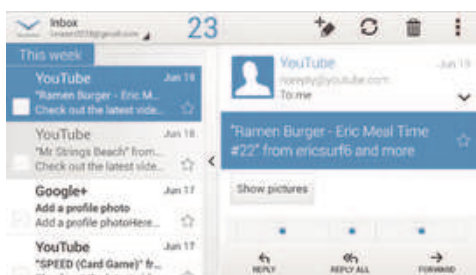 Inbox
23
This week
YouTube Jun 19
"Ramen Burger - Eric M...
Check out the latest vide...
YouTube Jun 18
"Mr Strings Beach" from...
Check out the latest vide...
Google+ Jun 17
Add a profile photo
Add a profile photoHere...
YouTube Jun 17
"SPEED (Card Game)" fr...
YouTube Jun 19
noreply@youtube.com
To me
"Ramen Burger - Eric Meal Time
#22" from ericsurf6 and more
Show pictures
REPLY
REPLY ALL
FORWARD